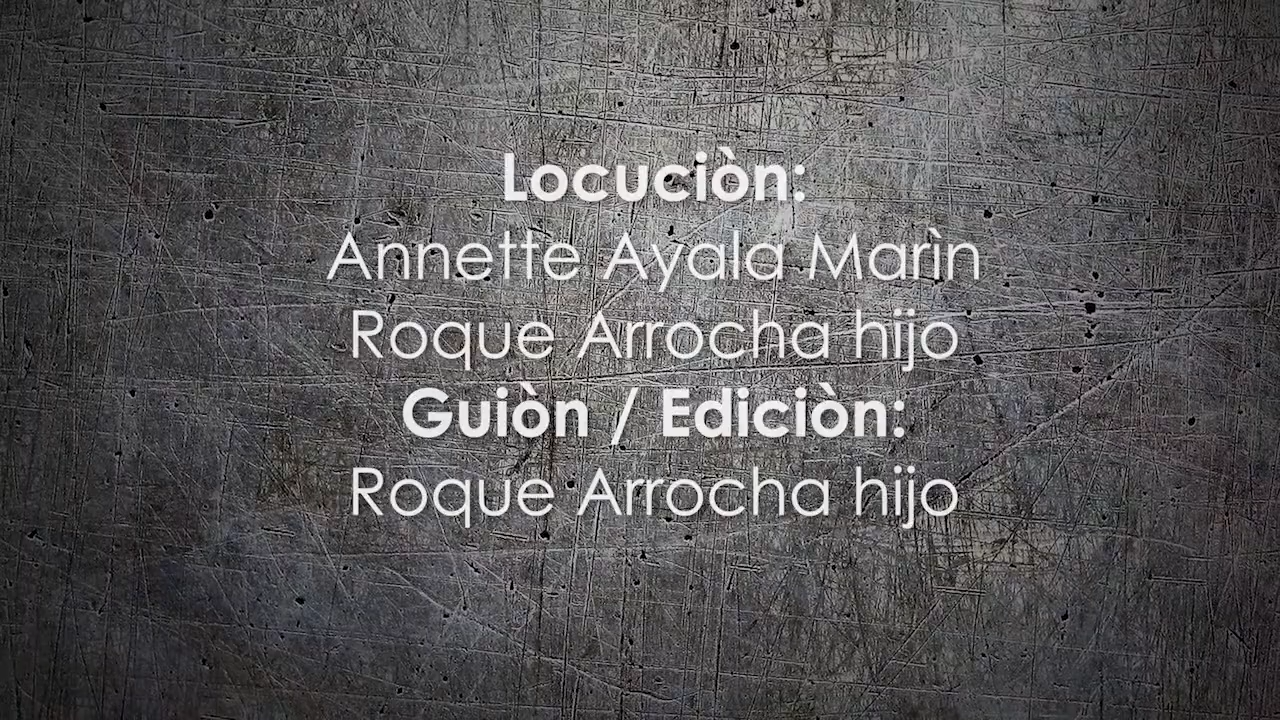 Locuciòn:
Annette Ayala Marìn
Roque Arrocha hijo
Guiòn / Ediciòn:
Roque Arrocha hijo